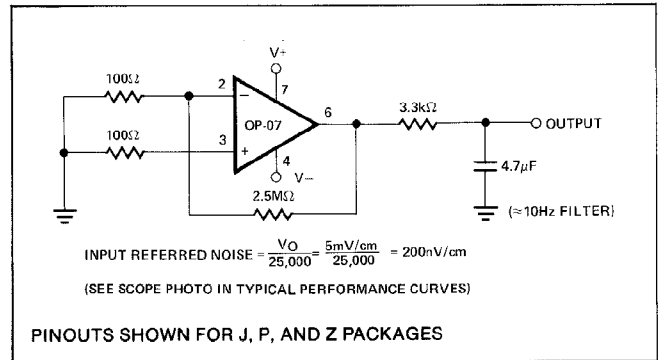 V+
100Ω
2
−
7
OP-07
6
3.3kΩ
OUTPUT
100Ω
3
+
4
V−
4.7μF
2.5MΩ
(≈10Hz FILTER)
INPUT REFERRED NOISE = VO/25,000 = 5mV/cm/25,000 = 200nV/cm
(SEE SCOPE PHOTO IN TYPICAL PERFORMANCE CURVES)
PINOUTS SHOWN FOR J, P, AND Z PACKAGES